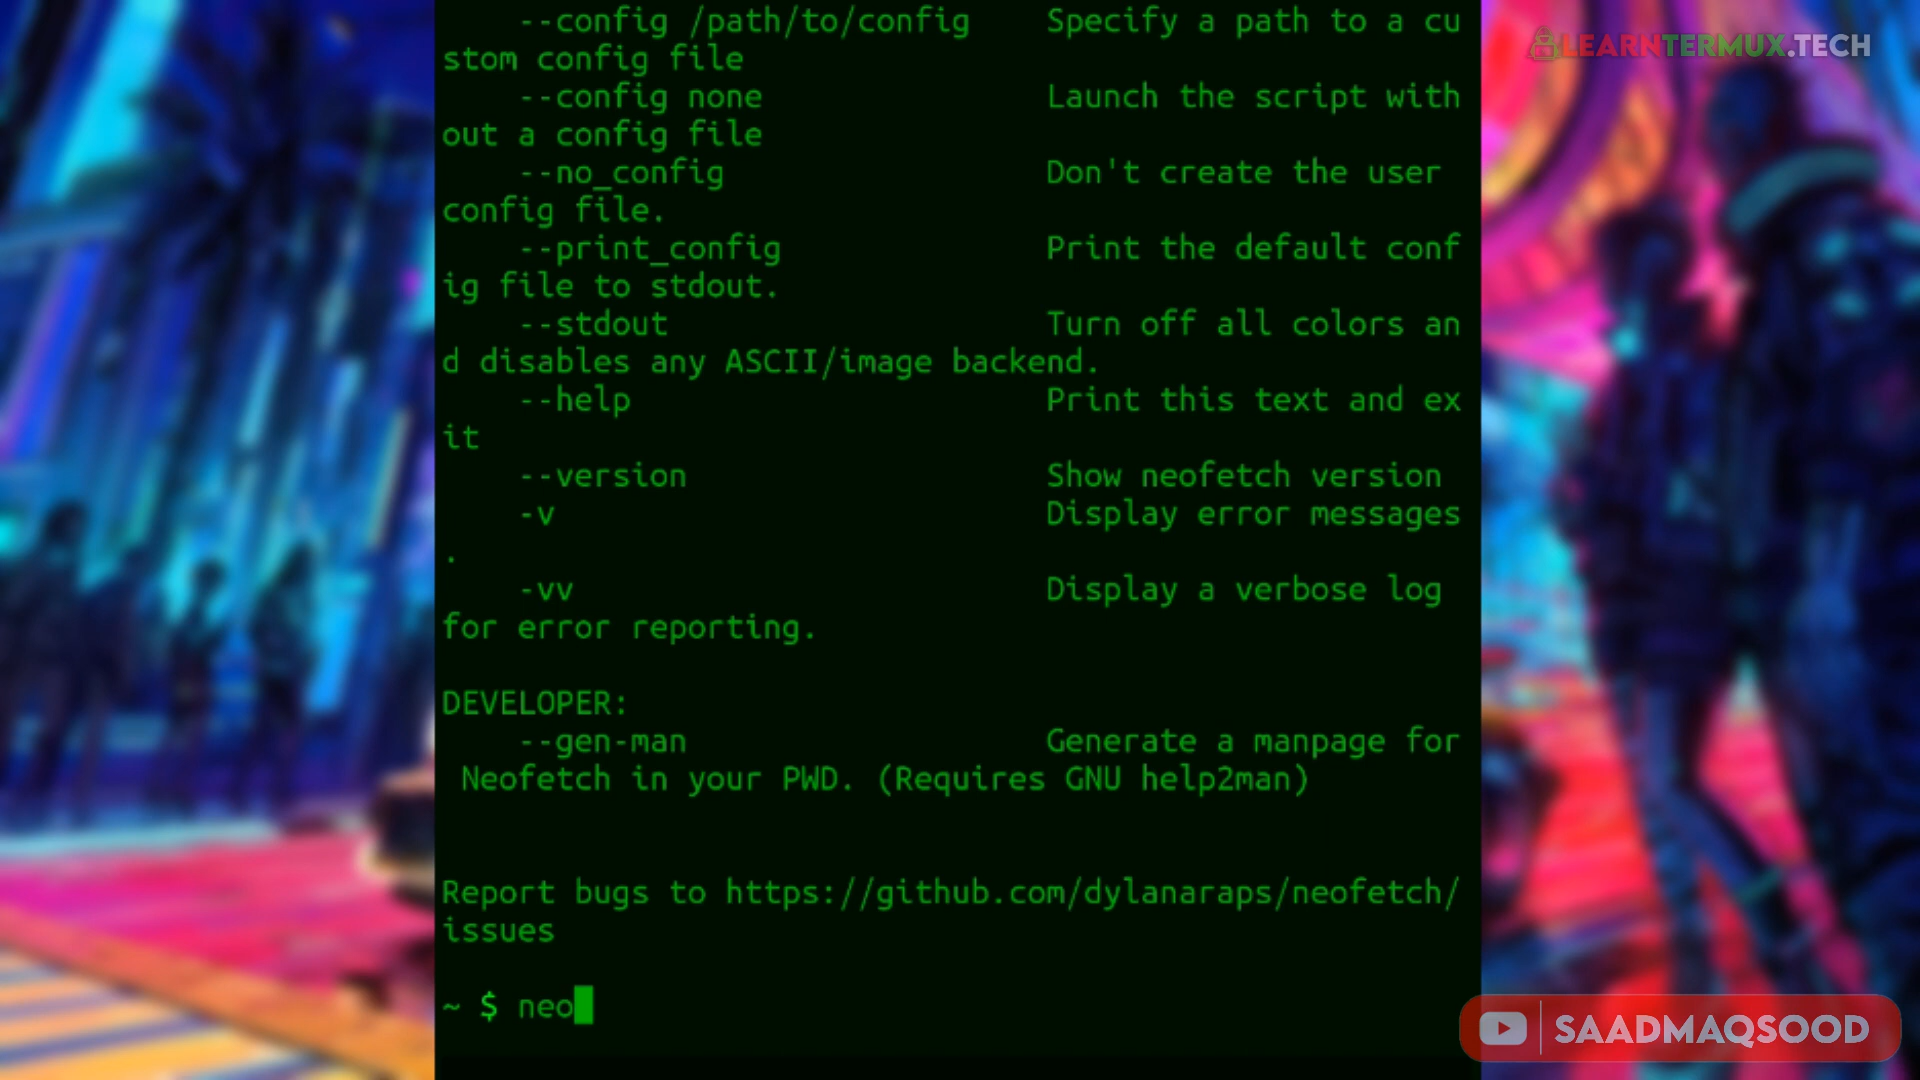 --config /path/to/config Specify a path to a cu
stom config file
--config none Launch the script with
out a config file
--no_config Don't create the user
config file.
--print_config Print the default conf
ig file to stdout.
--stdout Turn off all colors an
d disables any ASCII/image backend.
--help Print this text and ex
it
--version Show neofetch version
-v Display error messages
.
-vv Display a verbose log
for error reporting.
DEVELOPER:
--gen-man Generate a manpage for
Neofetch in your PWD. (Requires GNU help2man)
Report bugs to https://github.com/dylanaraps/neofetch/
issues
~ $ neo
LEARNTERMUX.TECH
SAADMAQSOOD